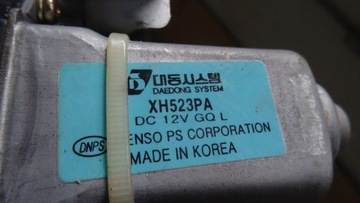 대동시스템
DAEDONG SYSTEM
XH523PA
DC 12V GQ L
DNPS ENSO PS CORPORATION
MADE IN KOREA